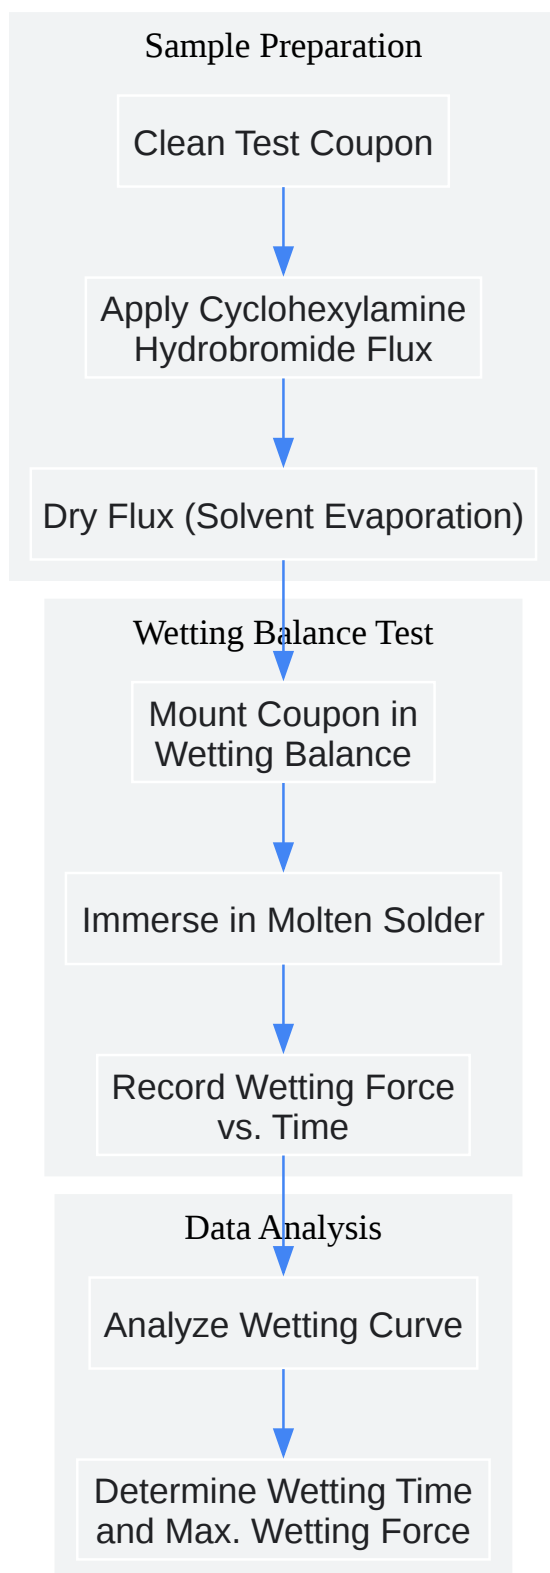 Sample Preparation
Clean Test Coupon
Apply Cyclohexylamine
Hydrobromide Flux
Dry Flux (Solvent Evaporation)
Wetting Balance Test
Mount Coupon in
Wetting Balance
Immerse in Molten Solder
Record Wetting Force
vs. Time
Data Analysis
Analyze Wetting Curve
Determine Wetting Time
and Max. Wetting Force